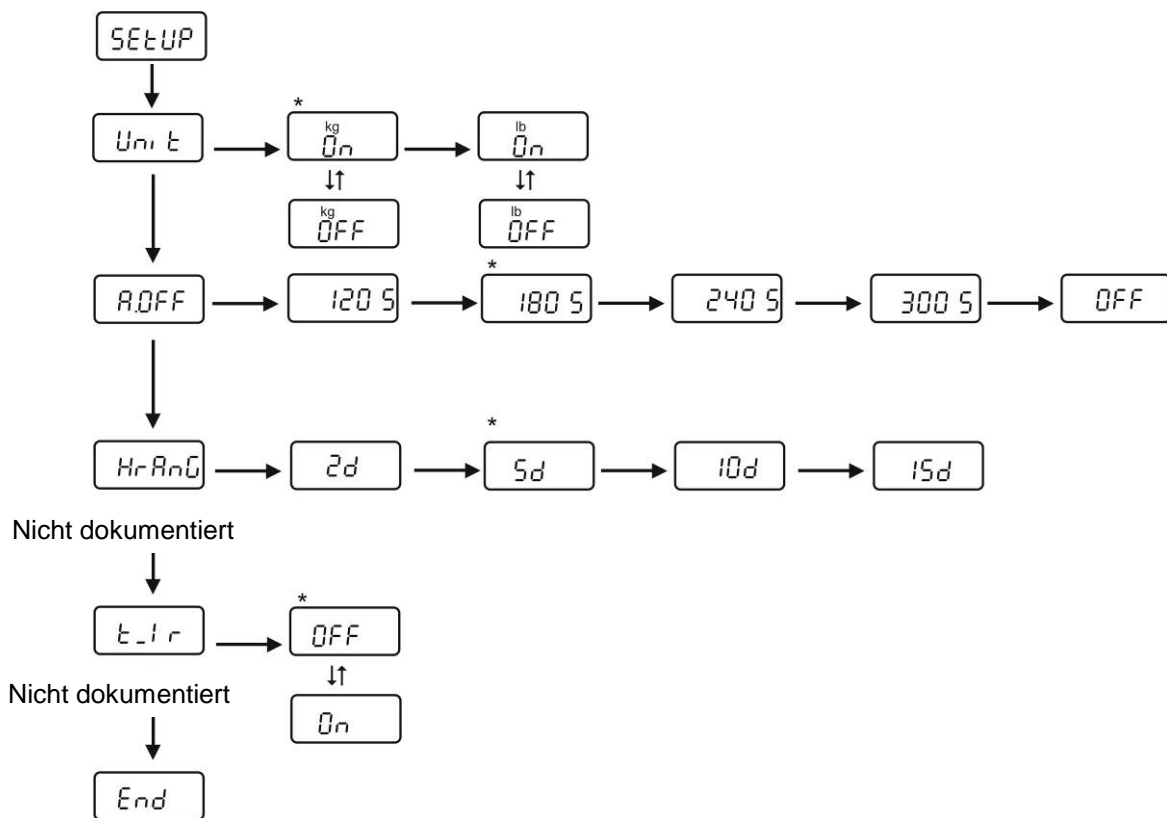 SEtUP
*
Unit
kg
On
lb
On
↓↑
↓↑
kg
OFF
lb
OFF
*
A.OFF
120 S
180 S
240 S
300 S
OFF
*
HrAnG
2d
5d
10d
15d
Nicht dokumentiert
*
t_Ir
OFF
↓↑
Nicht dokumentiert
On
End